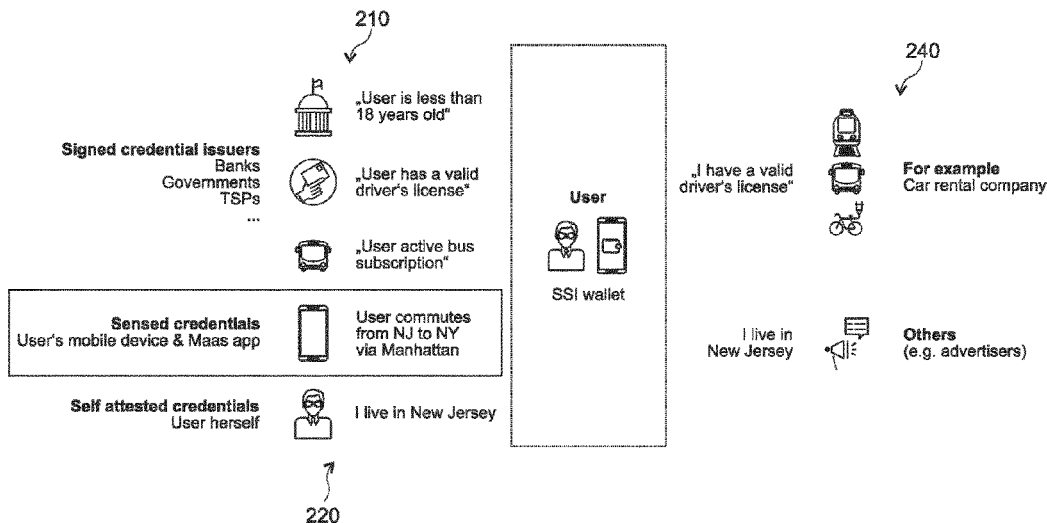 210
„User is less than
18 years old“
Signed credential issuers
Banks
Governments
TSPs
...
„User has a valid
driver's license“
„User active bus
subscription“
Sensed credentials
User's mobile device & Maas app
User commutes
from NJ to NY
via Manhattan
Self attested credentials
User herself
I live in New Jersey
220
User
SSI wallet
240
„I have a valid
driver's license“
For example
Car rental company
I live in
New Jersey
Others
(e.g. advertisers)